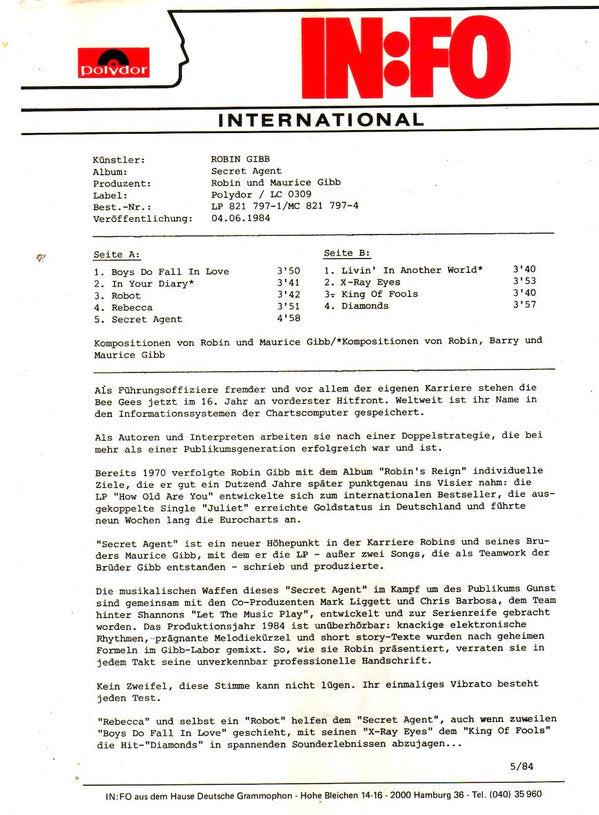 polydor
IN:FO
INTERNATIONAL
Künstler: ROBIN GIBB
Album: Secret Agent
Produzent: Robin und Maurice Gibb
Label: Polydor / LC 0309
Best.-Nr.: LP 821 797-1/MC 821 797-4
Veröffentlichung: 04.06.1984
Seite A:
1. Boys Do Fall In Love 3'50
2. In Your Diary* 3'41
3. Robot 3'42
4. Rebecca 3'51
5. Secret Agent 4'58
Seite B:
1. Livin' In Another World* 3'40
2. X-Ray Eyes 3'53
3. King Of Fools 3'40
4. Diamonds 3'57
Kompositionen von Robin und Maurice Gibb/*Kompositionen von Robin, Barry und
Maurice Gibb
Als Führungsoffiziere fremder und vor allem der eigenen Karriere stehen die
Bee Gees jetzt im 16. Jahr an vorderster Hitfront. Weltweit ist ihr Name in
den Informationssystemen der Chartscomputer gespeichert.
Als Autoren und Interpreten arbeiten sie nach einer Doppelstrategie, die bei
mehr als einer Publikumsgeneration erfolgreich war und ist.
Bereits 1970 verfolgte Robin Gibb mit dem Album "Robin's Reign" individuelle
Ziele, die er gut ein Dutzend Jahre später punktgenau ins Visier nahm: die
LP "How Old Are You" entwickelte sich zum internationalen Bestseller, die aus-
gekoppelte Single "Juliet" erreichte Goldstatus in Deutschland und führte
neun Wochen lang die Eurocharts an.
"Secret Agent" ist ein neuer Höhepunkt in der Karriere Robins und seines Bru-
ders Maurice Gibb, mit dem er die LP - außer zwei Songs, die als Teamwork der
Brüder Gibb entstanden - schrieb und produzierte.
Die musikalischen Waffen dieses "Secret Agent" im Kampf um des Publikums Gunst
sind gemeinsam mit den Co-Produzenten Mark Liggett und Chris Barbosa, dem Team
hinter Shannons "Let The Music Play", entwickelt und zur Serienreife gebracht
worden. Das Produktionsjahr 1984 ist unüberhörbar: knackige elektronische
Rhythmen, prägnante Melodiekürzel und short story-Texte wurden nach geheimen
Formeln im Gibb-Labor gemixt. So, wie sie Robin präsentiert, verraten sie in
jedem Takt seine unverkennbar professionelle Handschrift.
Kein Zweifel, diese Stimme kann nicht lügen. Ihr einmaliges Vibrato besteht
jeden Test.
"Rebecca" und selbst ein "Robot" helfen dem "Secret Agent", auch wenn zuweilen
"Boys Do Fall In Love" geschieht, mit seinen "X-Ray Eyes" dem "King Of Fools"
die Hit-"Diamonds" in spannenden Sounderlebnissen abzujagen...
5/84
IN:FO aus dem Hause Deutsche Grammophon - Hohe Bleichen 14-16 - 2000 Hamburg 36 - Tel. (040) 35 960